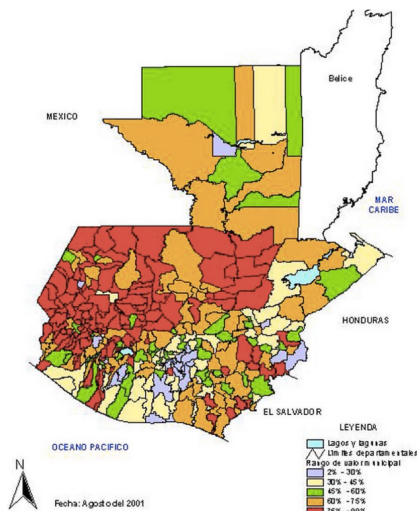 Belice
MEXICO
MAR
CARIBE
HONDURAS
EL SALVADOR
OCEANO PACIFICO
LEYENDA
Lagos y lagunas
Límites departamentales
Rango de valor municipal
2% - 30%
30% - 45%
45% - 60%
60% - 75%
N
Fecha: Agosto del 2001